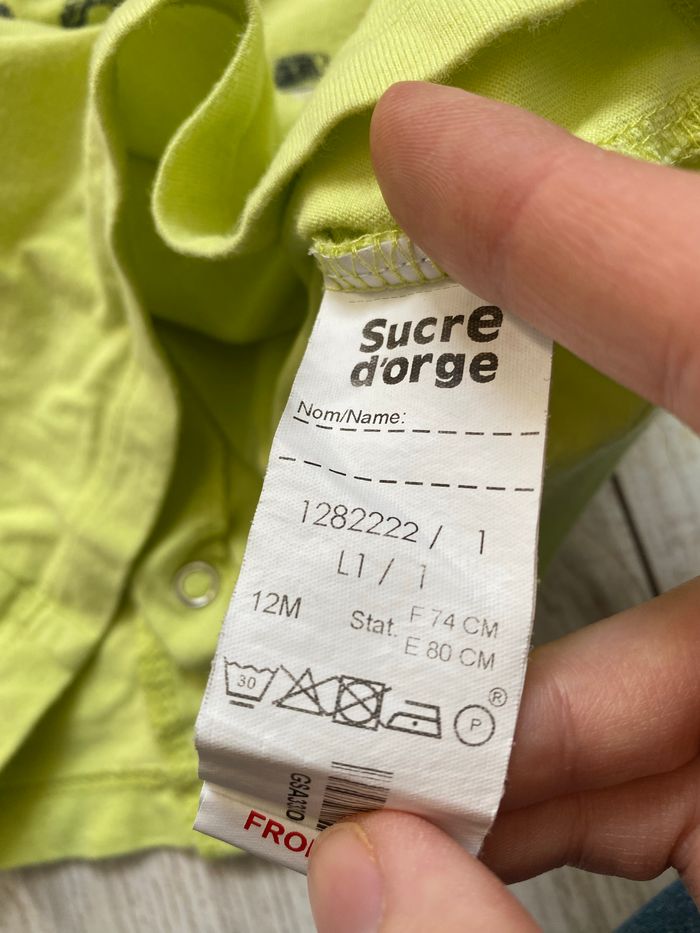 Sucre
d'orge
Nom/Name:
1282222 / 1
L1 / 1
12M
Stat. F 74 CM
E 80 CM
30
P
®